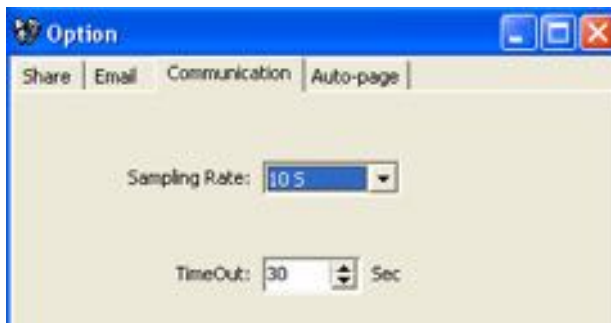 Option
Share Email Communication Auto-page
Sampling Rate: 10 S
TimeOut: 30 Sec